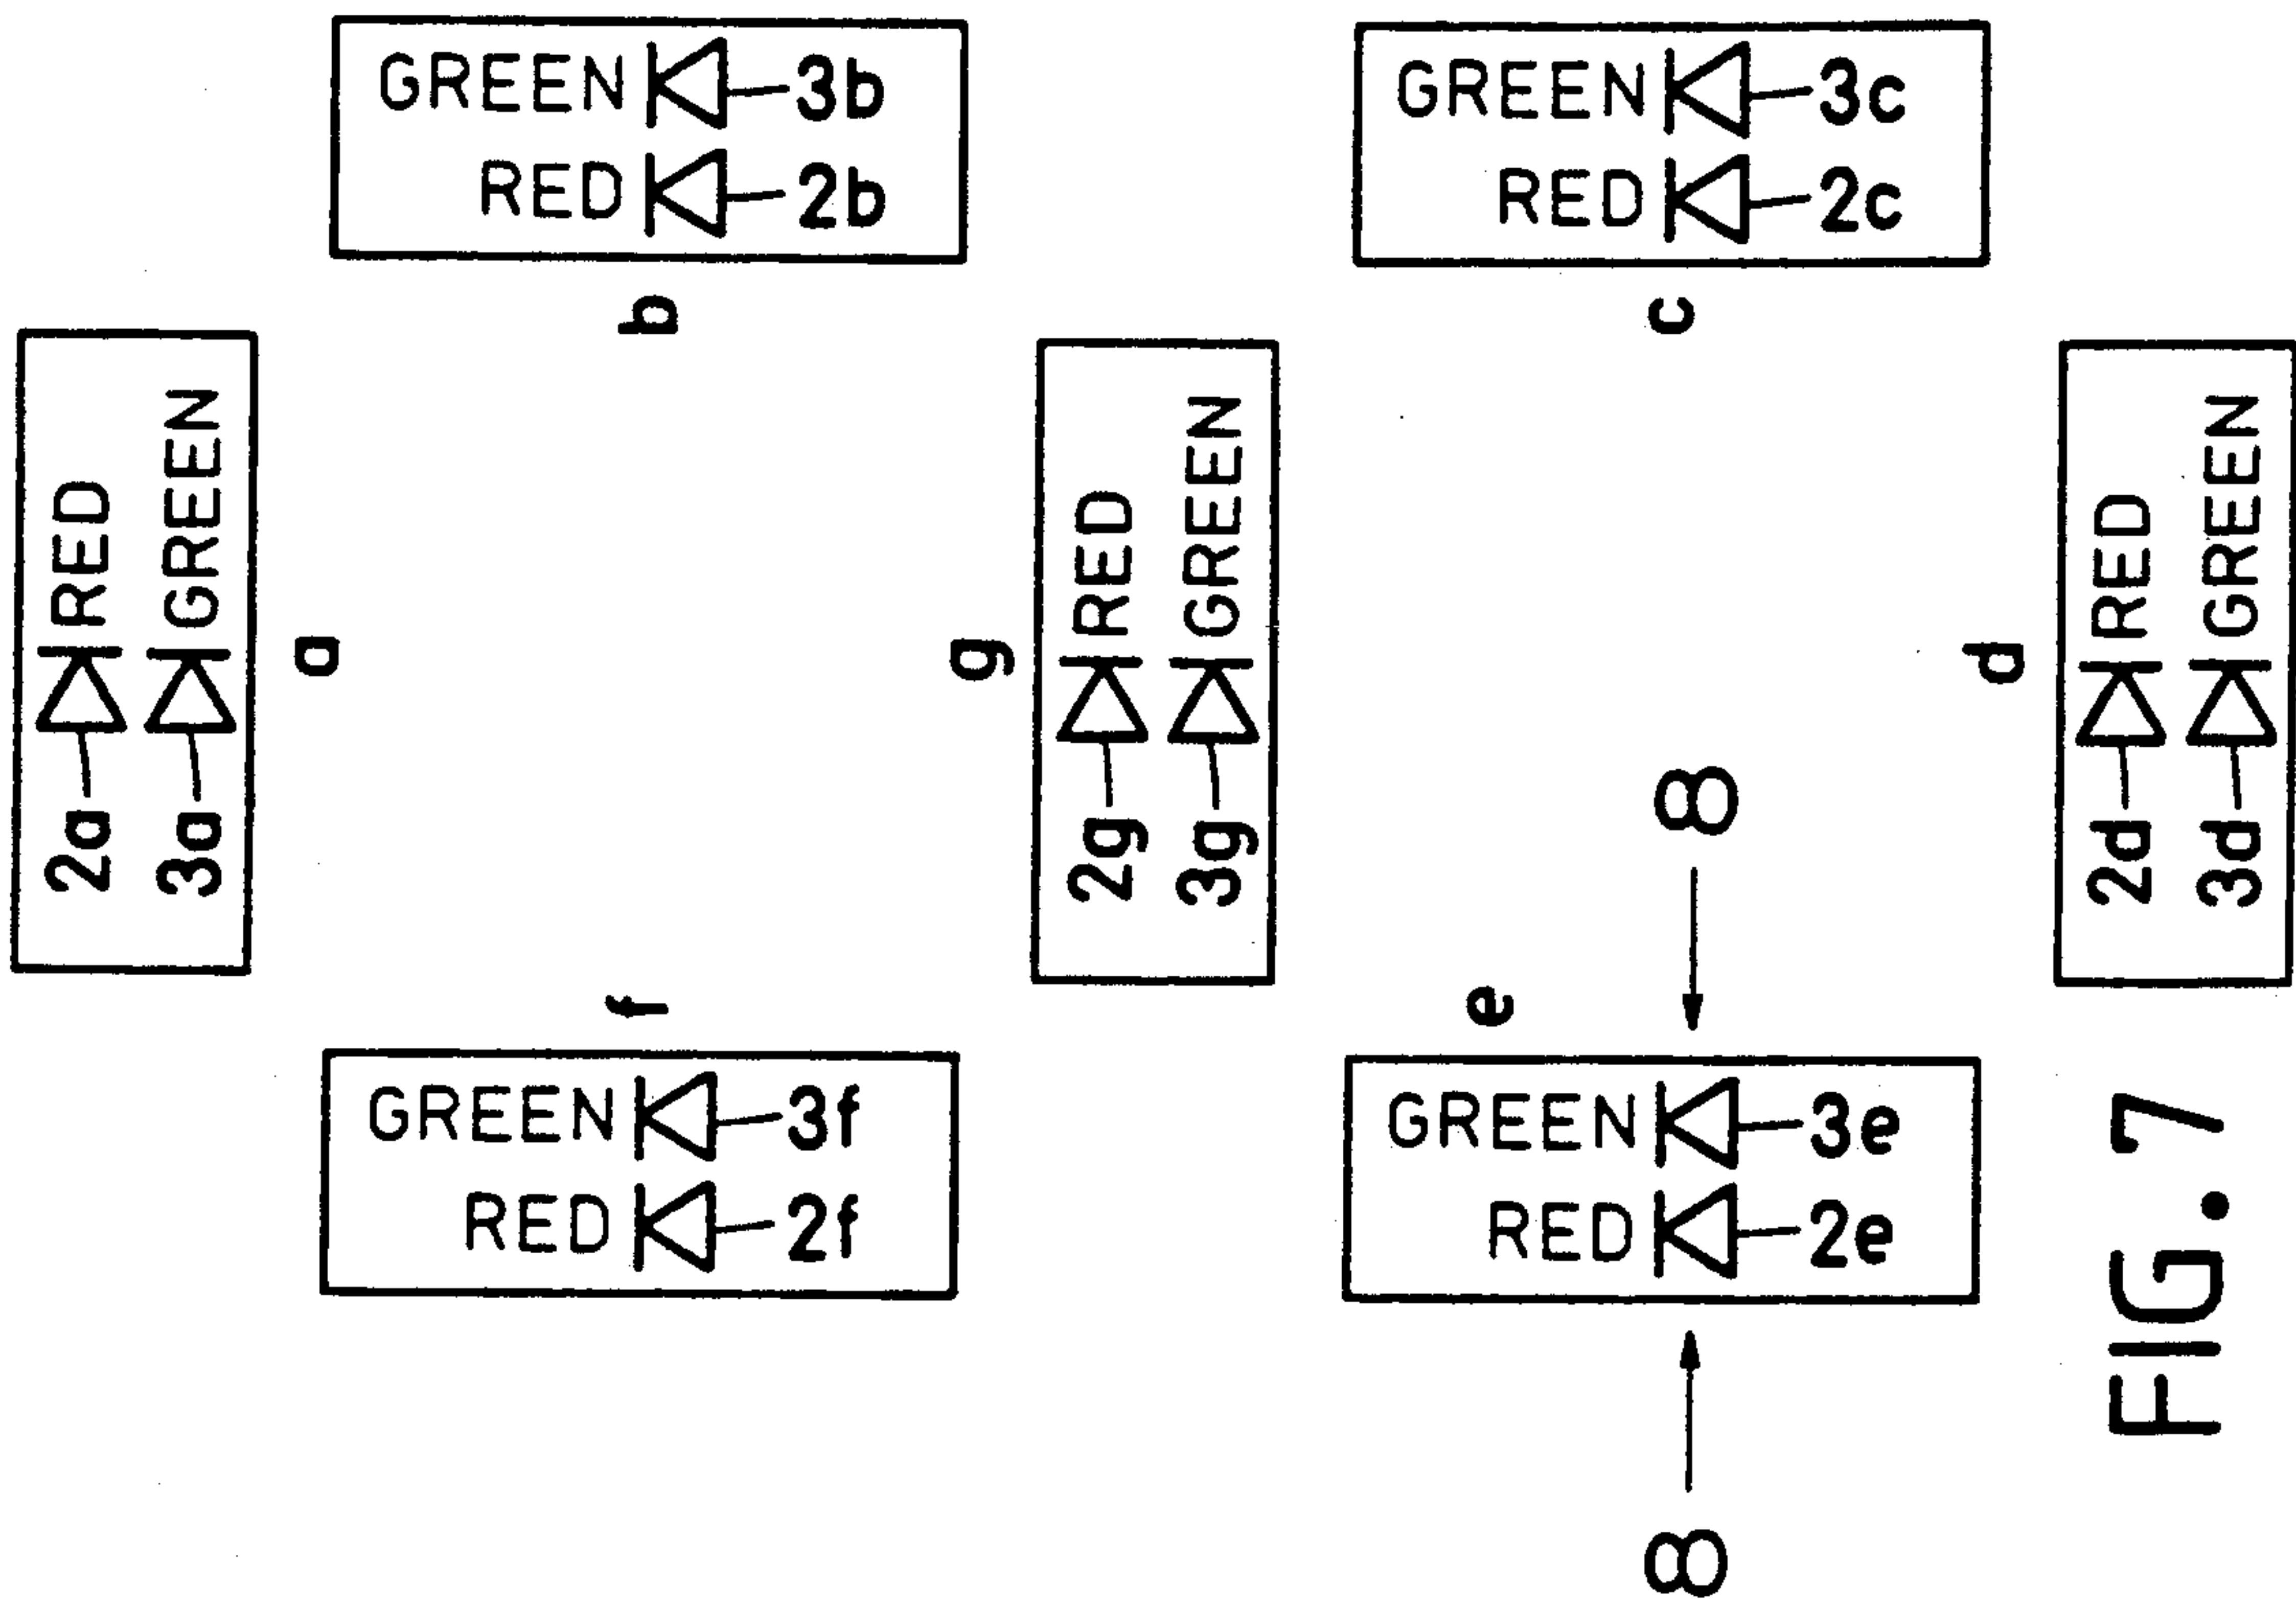 GREEN 3b
RED 2b
b
GREEN 3c
RED 2c
c
2a RED
3a GREEN
a
g
2g RED
3g GREEN
d
2d RED
3d GREEN
f
GREEN 3f
RED 2f
e
8
GREEN 3e
RED 2e
8
FIG. 7